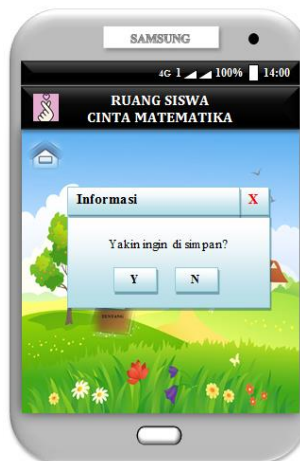 SAMSUNG
4G 1 100% 14:00
RUANG SISWA
CINTA MATEMATIKA
Informasi X
Yakin ingin di simpan?
Y N